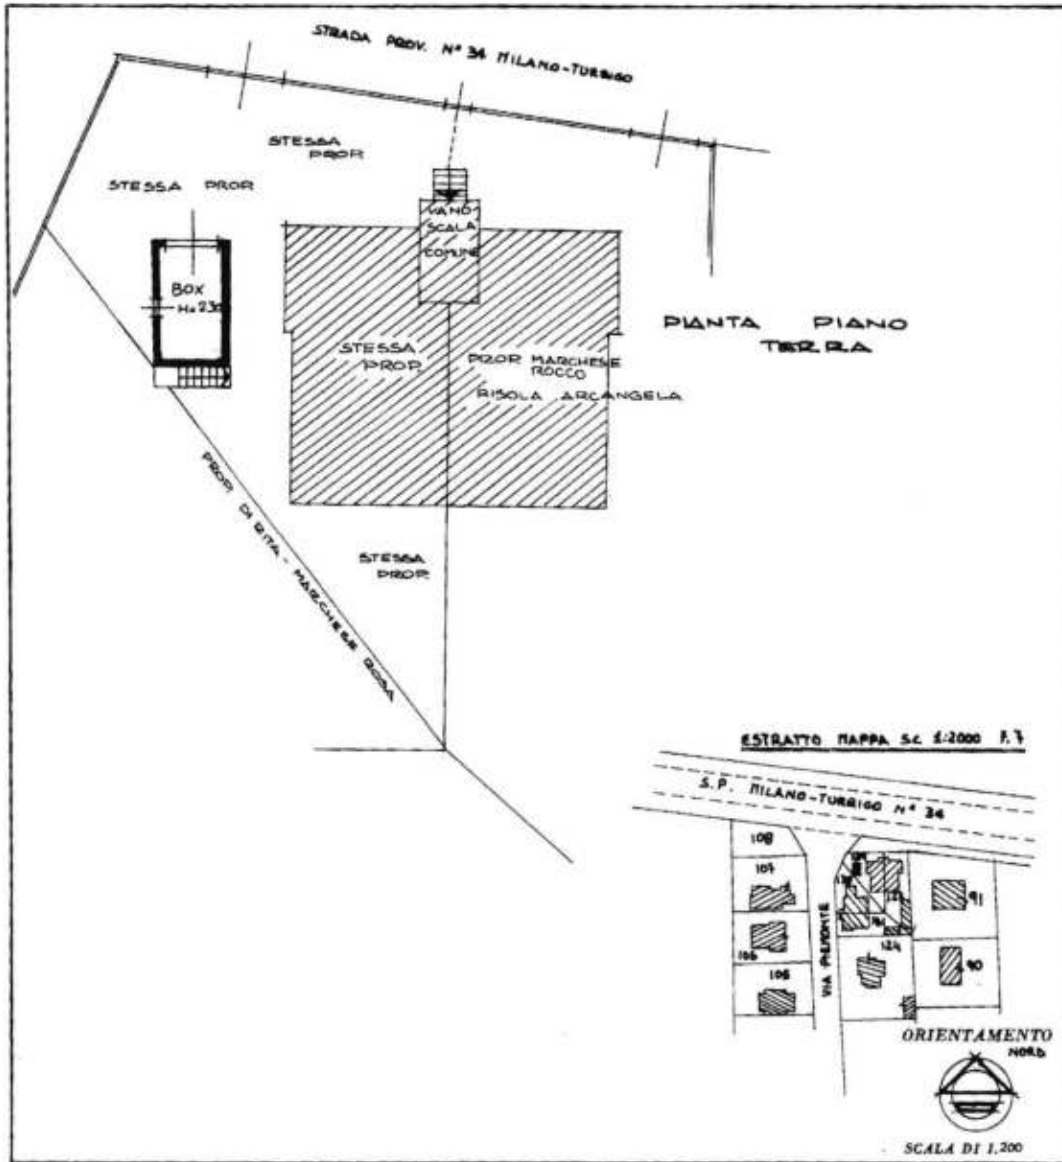 STRADA PROV. N° 34 MILANO-TURBIGO
STESSA
PROP.
STESSA PROP.
VANO
SCALA
COMUNE
BOX
H=230
PIANTA PIANO
TERRA
STESSA
PROP.
PROP. MARCHESE
ROCCO
RISOLA ARCANGELA
PROP. DI RITA - MARCHESE ROSA
STESSA
PROP.
ESTRATTO MAPPA SC. 1:2000 F.7
S.P. MILANO-TURBIGO N° 34
108
107
91
106
124
90
105
VIA PIEMONTE
ORIENTAMENTO
NORD
SCALA DI 1.200